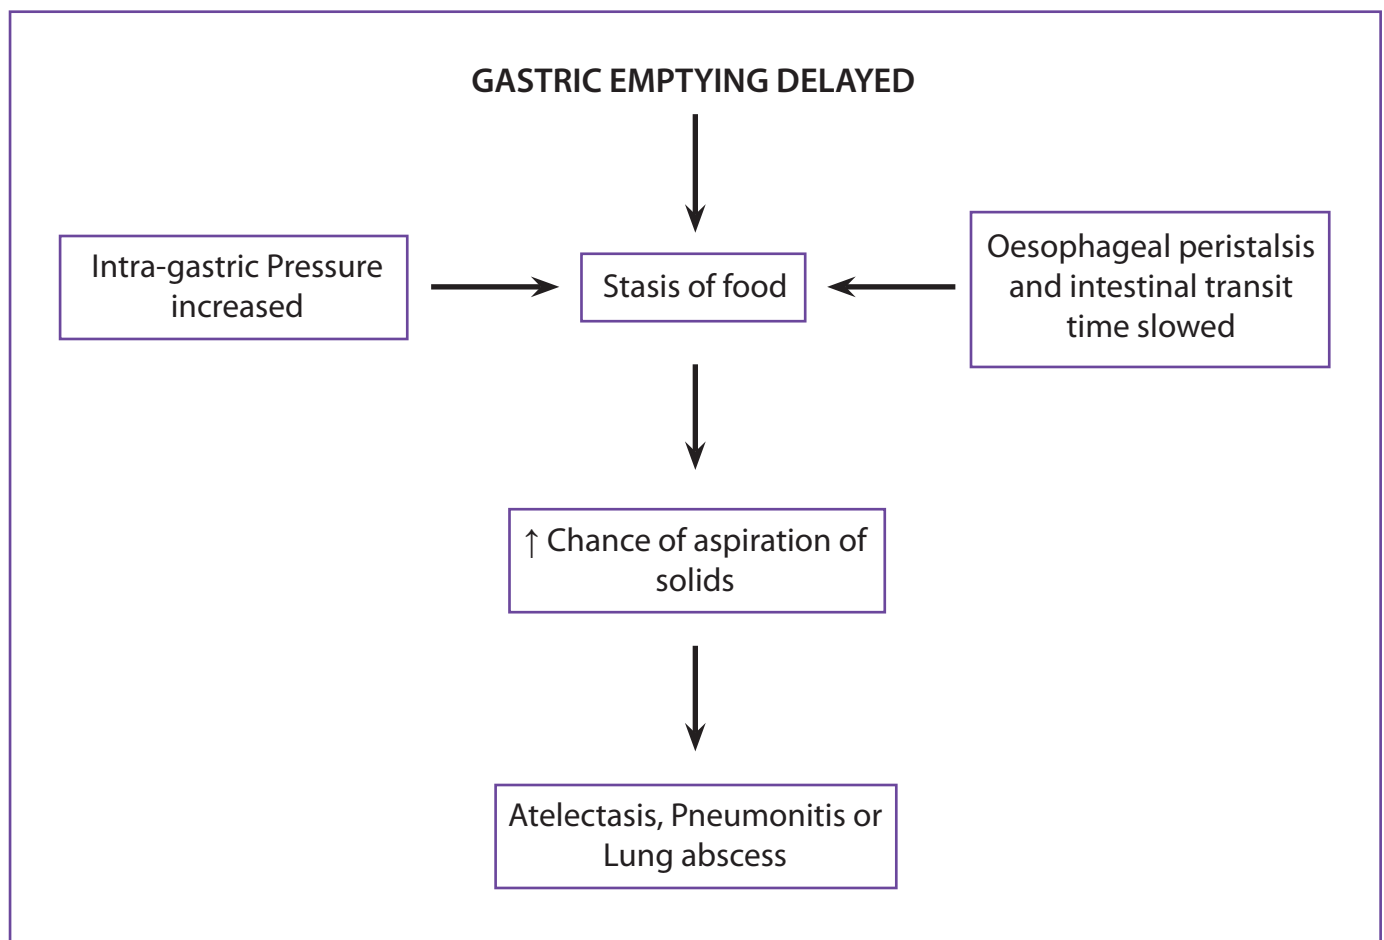 GASTRIC EMPTYING DELAYED
Intra-gastric Pressure
increased
Stasis of food
Oesophageal peristalsis
and intestinal transit
time slowed
↑ Chance of aspiration of
solids
Atelectasis, Pneumonitis or
Lung abscess